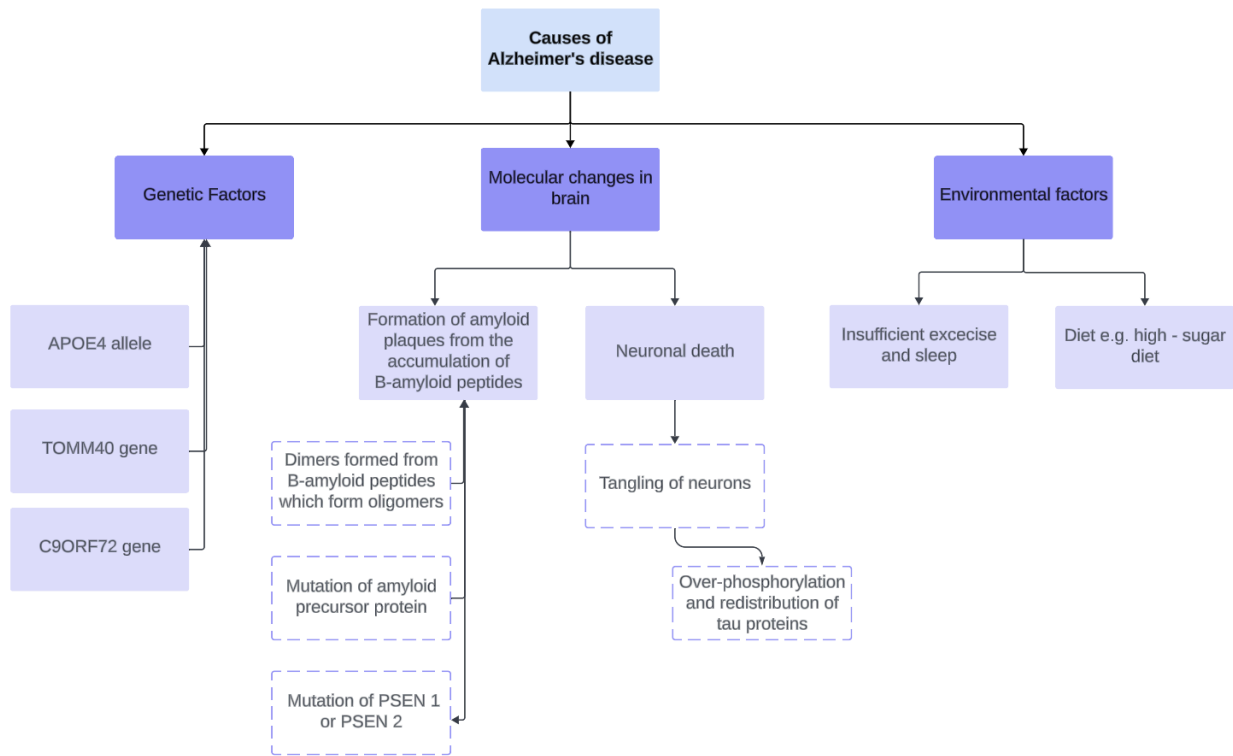 Causes of
Alzheimer's disease
Genetic Factors
Molecular changes in
brain
Environmental factors
APOE4 allele
TOMM40 gene
C9ORF72 gene
Formation of amyloid
plaques from the
accumulation of
B-amyloid peptides
Neuronal death
Insufficient excecise
and sleep
Diet e.g. high - sugar
diet
Dimers formed from
B-amyloid peptides
which form oligomers
Tangling of neurons
Mutation of amyloid
precursor protein
Over-phosphorylation
and redistribution of
tau proteins
Mutation of PSEN 1
or PSEN 2